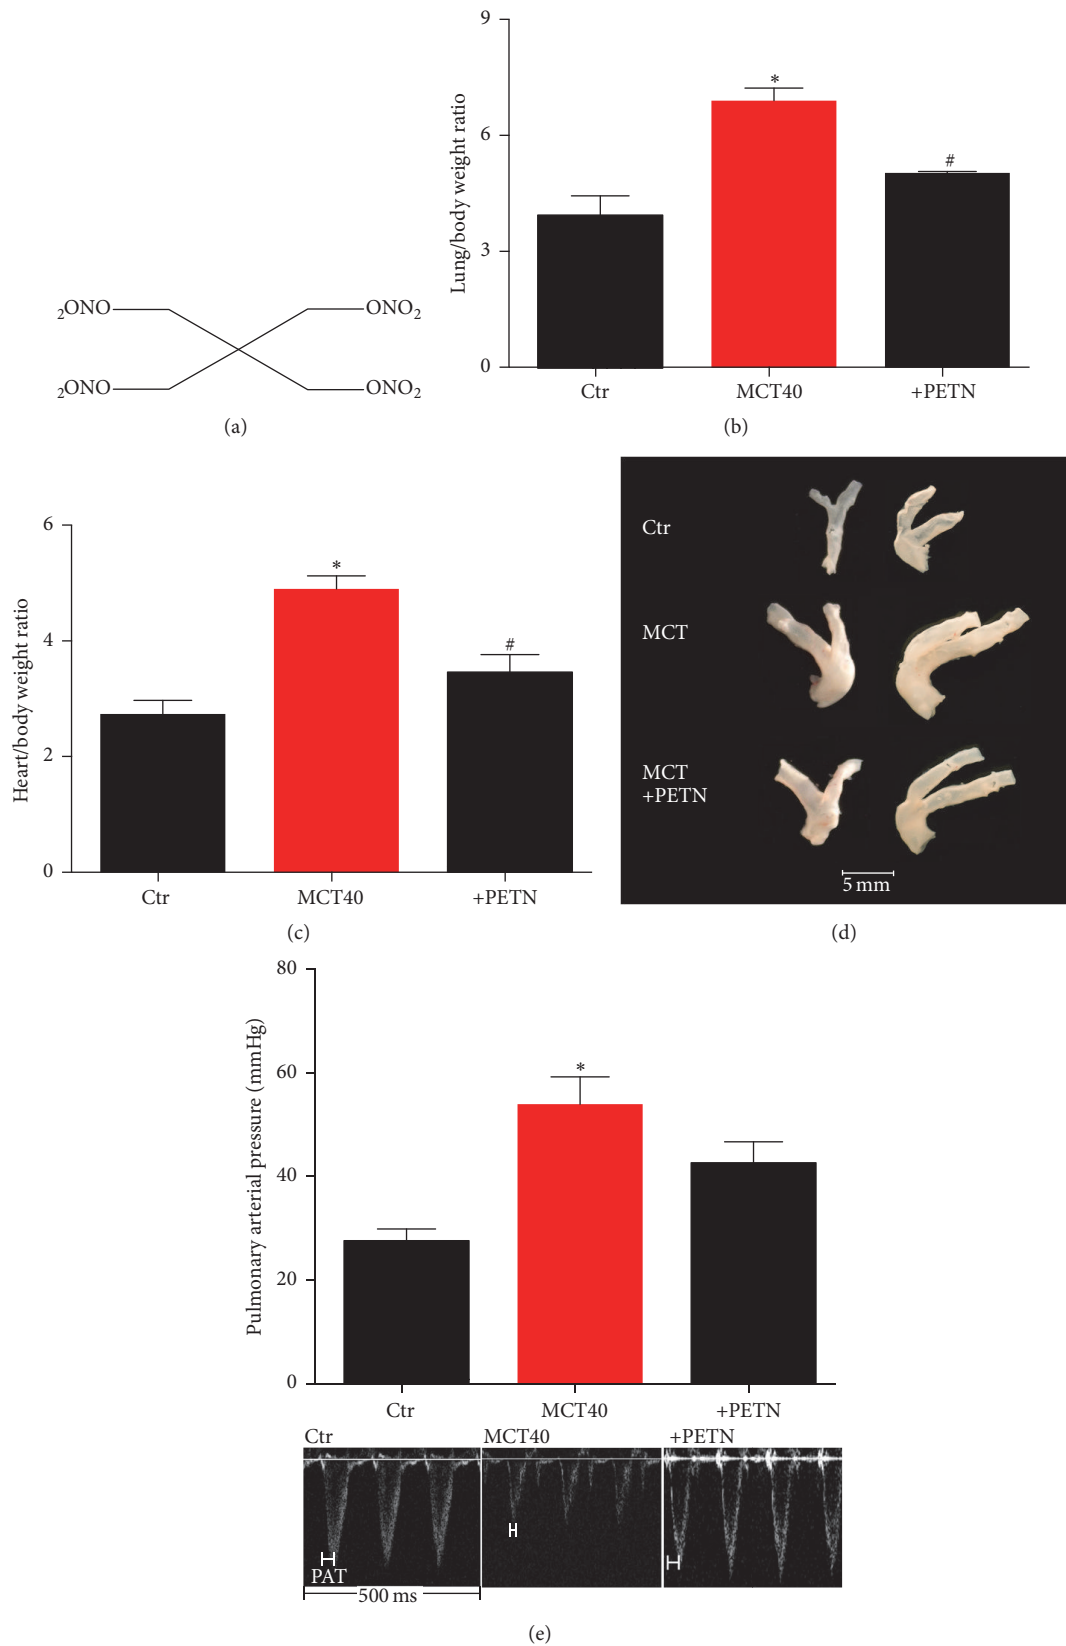 ₂ONO ONO₂
₂ONO ONO₂
(a)
Lung/body weight ratio
9
6
3
0
*
#
Ctr MCT40 +PETN
(b)
Heart/body weight ratio
6
4
2
0
*
#
Ctr MCT40 +PETN
(c)
Ctr
MCT
MCT
+PETN
5 mm
(d)
Pulmonary arterial pressure (mmHg)
80
60
40
20
0
*
Ctr MCT40 +PETN
Ctr MCT40 +PETN
PAT
500 ms
(e)